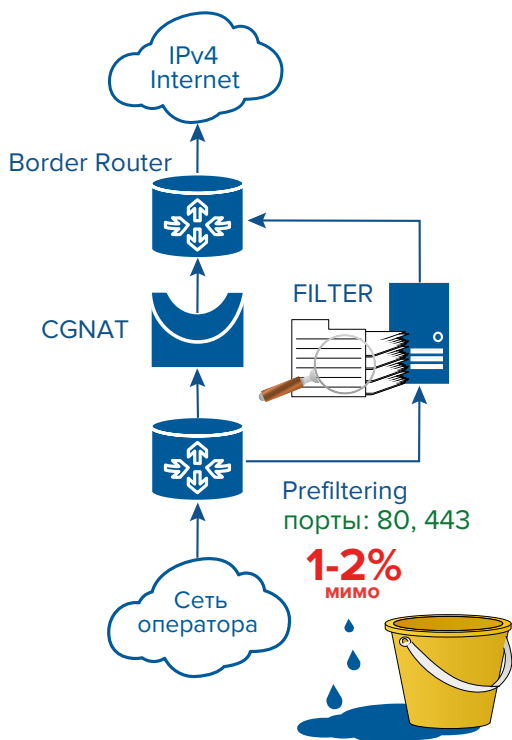 IPv4
Internet
Border Router
FILTER
CGNAT
Prefiltering
порты: 80, 443
1-2%
мимо
Сеть
оператора